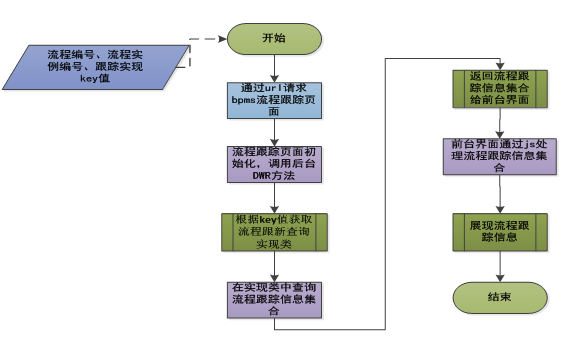 流程编号、流程实
例编号、跟踪实现
key值
开始
通过url请求
bpms流程跟踪页
面
流程跟踪页面初
始化，调用后台
DWR方法
根据key值获取
流程跟新查询
实现类
在实现类中查询
流程跟踪信息集
合
返回流程跟
踪信息集合
给前台界面
前台界面通过js处
理流程跟踪信息集
合
展现流程跟
踪信息
结束